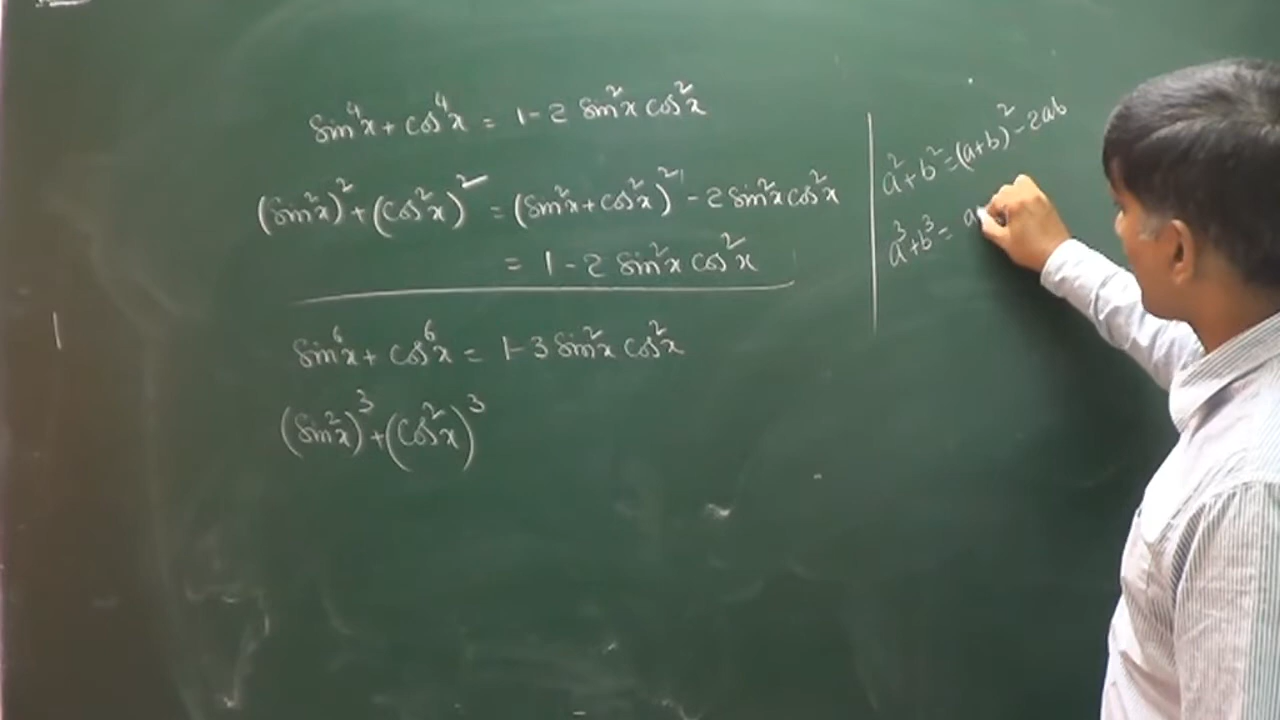 sin⁴x + cos⁴x = 1 - 2 sin²x cos²x
(sin²x)² + (cos²x)² = (sin²x + cos²x)² - 2 sin²x cos²x
= 1 - 2 sin²x cos²x
sin⁶x + cos⁶x = 1 - 3 sin²x cos²x
(sin²x)³ + (cos²x)³
a² + b² = (a+b)² - 2ab
a³ + b³ = a